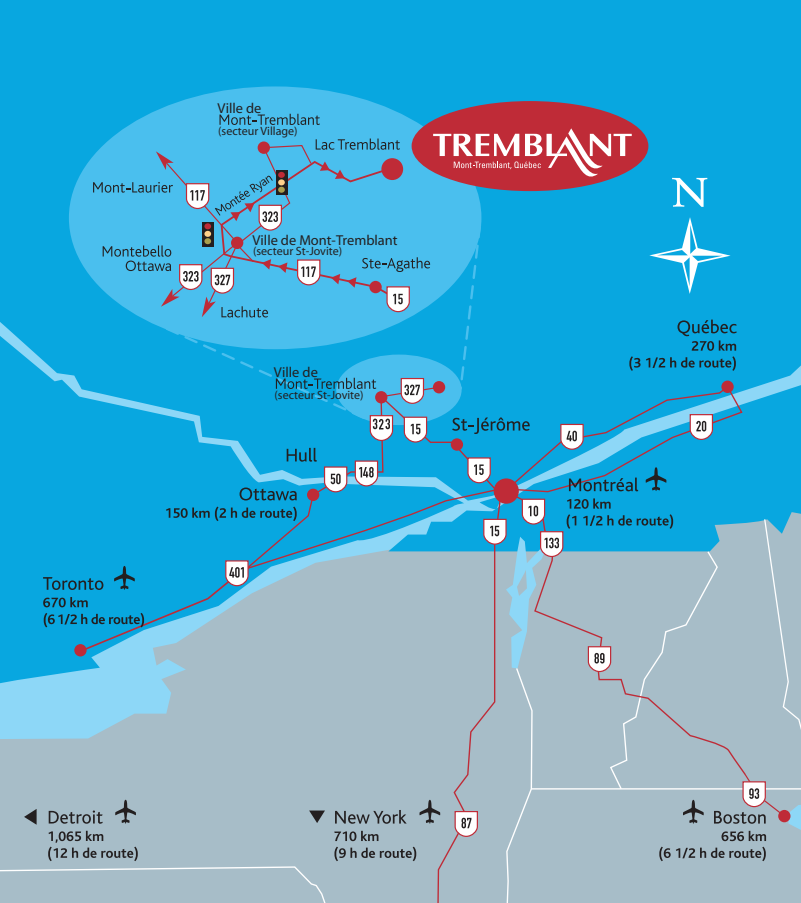 Ville de
Mont-Tremblant
(secteur Village)
Lac Tremblant
TREMBLANT
Mont-Tremblant, Québec
Mont-Laurier
117
Montée Ryan
323
N
Ville de Mont-Tremblant
(secteur St-Jovite)
Montebello
Ottawa
323
327
117
Ste-Agathe
15
Lachute
Québec
270 km
(3 1/2 h de route)
Ville de
Mont-Tremblant
(secteur St-Jovite)
327
323
15
St-Jérôme
40
20
Hull
50
148
15
Ottawa
150 km (2 h de route)
Montréal
120 km
(1 1/2 h de route)
10
15
133
401
Toronto
670 km
(6 1/2 h de route)
89
93
Detroit
1,065 km
(12 h de route)
New York
710 km
(9 h de route)
87
Boston
656 km
(6 1/2 h de route)